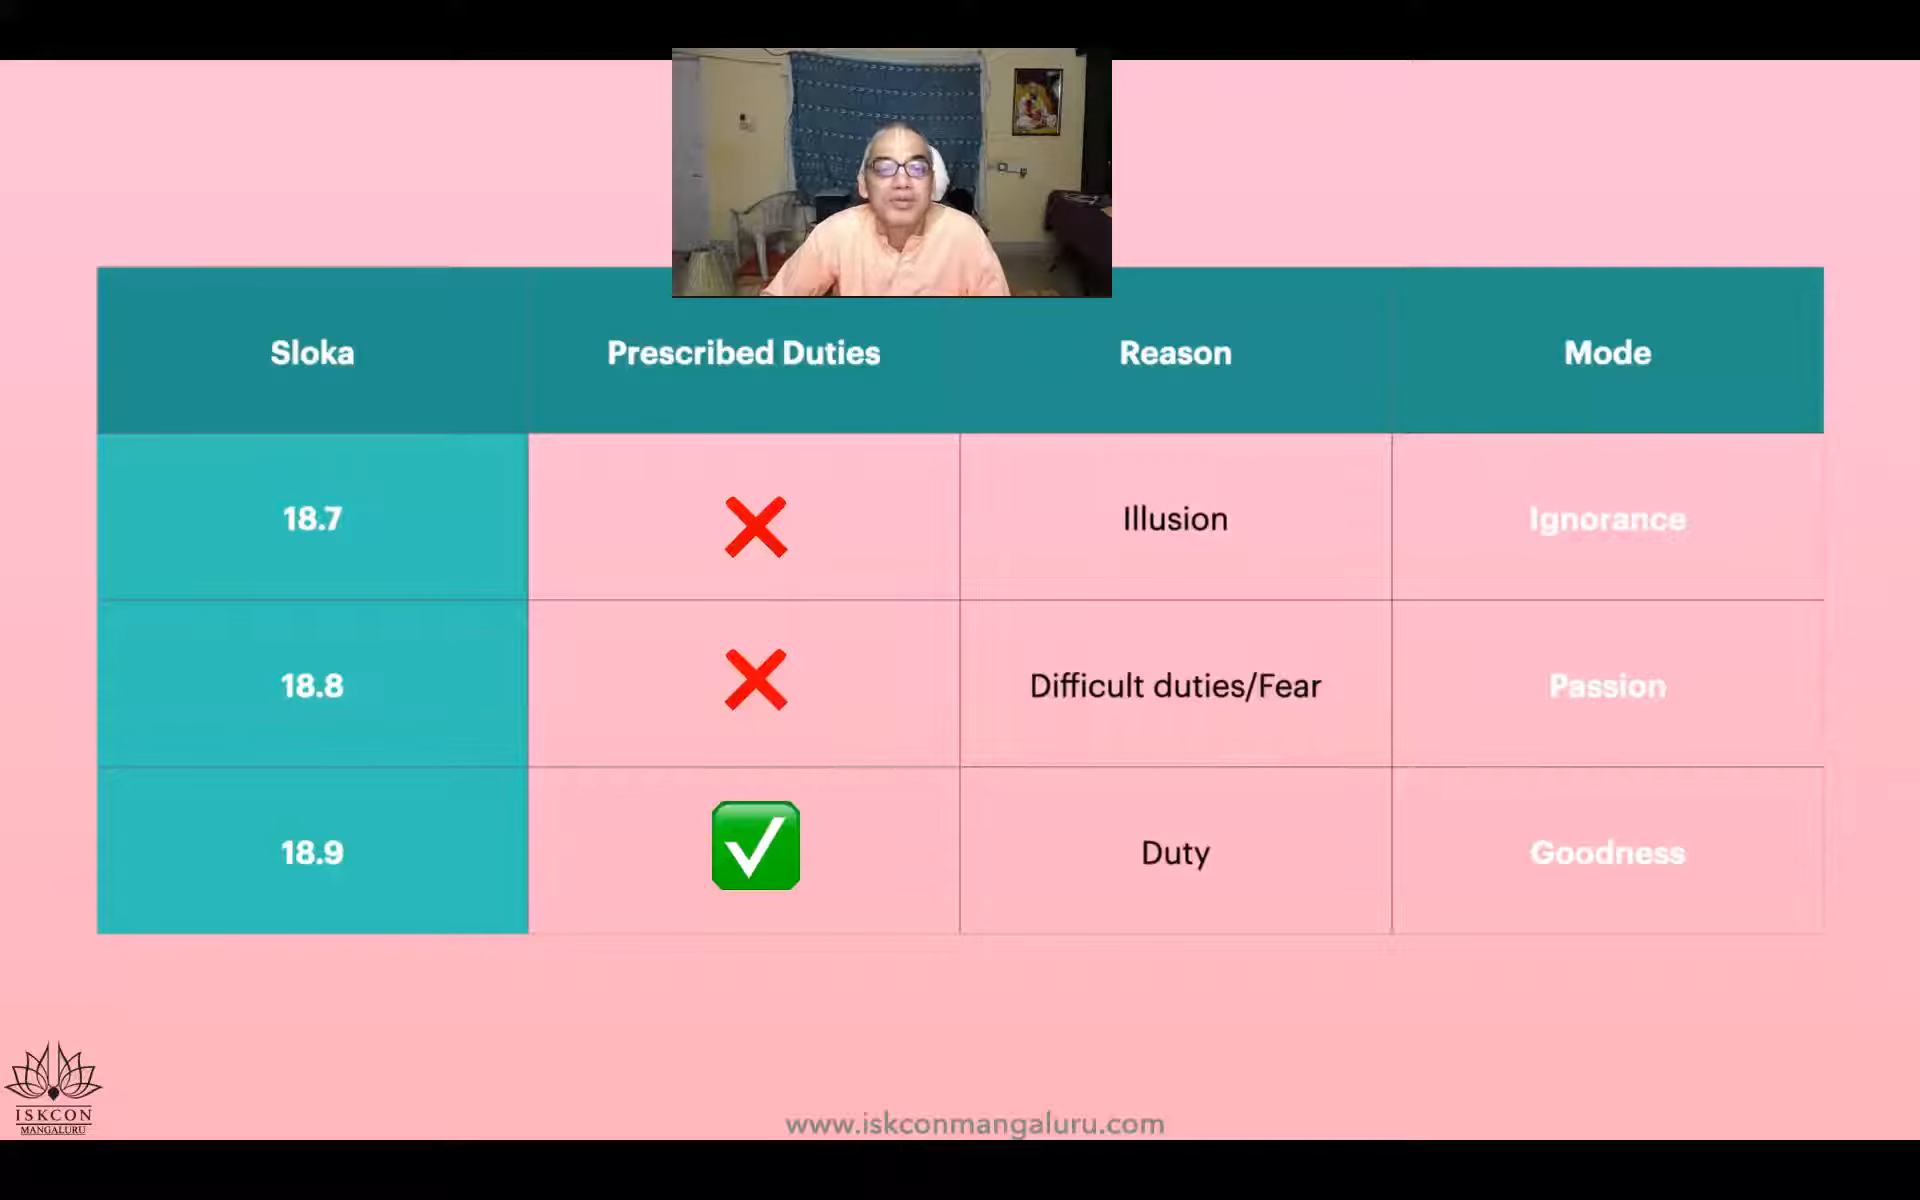 Sloka Prescribed Duties Reason Mode
18.7 Illusion Ignorance
18.8 Difficult duties/Fear Passion
18.9 Duty Goodness
ISKCON
MANGALURU
www.iskconmangaluru.com